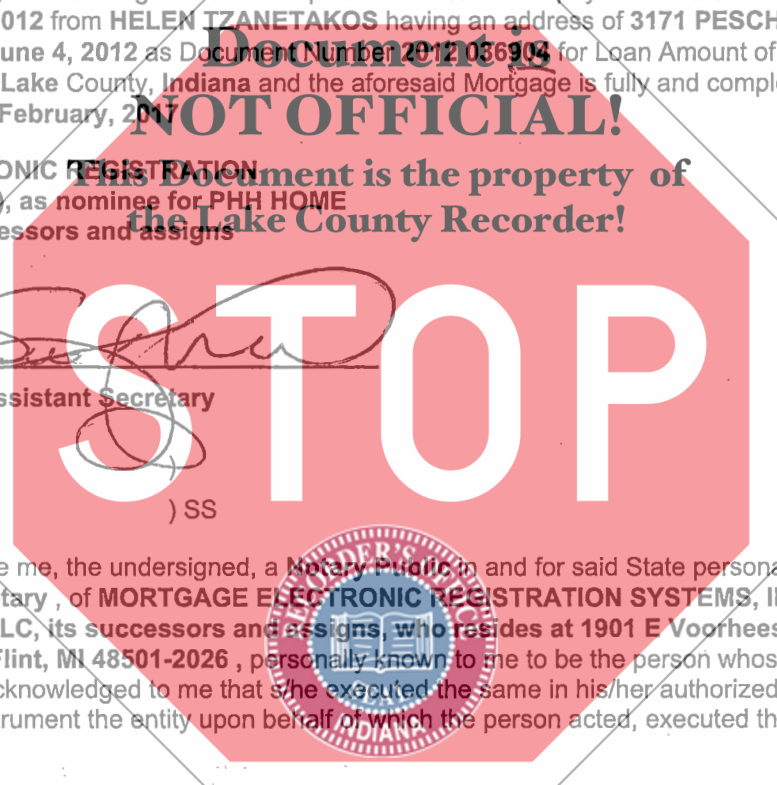 012 from HELEN TZANETAKOS having an address of 3171 PESCH
Document is
une 4, 2012 as Document Number 2012 036904 for Loan Amount of
Lake County, Indiana and the aforesaid Mortgage is fully and comple
February, 2017
NOT OFFICIAL!
ONIC REGISTRATION
This Document is the property of
), as nominee for PHH HOME
the Lake County Recorder!
essors and assigns
STOP
ssistant Secretary
)
) SS
e me, the undersigned, a Notary Public in and for said State persona
tary , of MORTGAGE ELECTRONIC REGISTRATION SYSTEMS, I
LC, its successors and assigns, who resides at 1901 E Voorhees
Flint, MI 48501-2026 , personally known to me to be the person whos
cknowledged to me that s/he executed the same in his/her authorized
trument the entity upon behalf of which the person acted, executed th
RECORDER'S OFFICE
SEAL
INDIANA